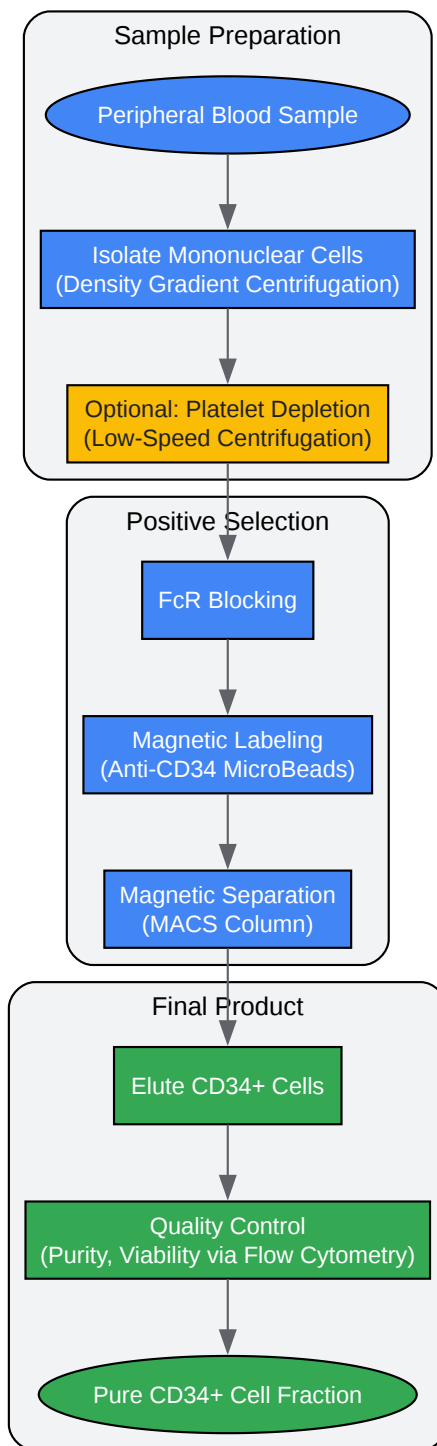 Sample Preparation
Peripheral Blood Sample
Isolate Mononuclear Cells
(Density Gradient Centrifugation)
Optional: Platelet Depletion
(Low-Speed Centrifugation)
Positive Selection
FcR Blocking
Magnetic Labeling
(Anti-CD34 MicroBeads)
Magnetic Separation
(MACS Column)
Final Product
Elute CD34+ Cells
Quality Control
(Purity, Viability via Flow Cytometry)
Pure CD34+ Cell Fraction